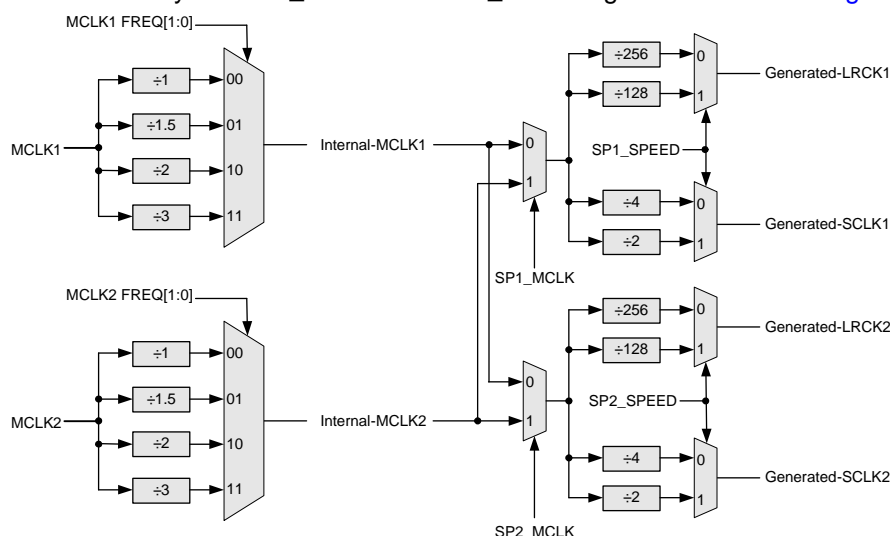 MCLK1 FREQ[1:0]
÷1
00
÷1.5
01
MCLK1
÷2
10
÷3
11
Internal-MCLK1
0
1
SP1_MCLK
÷256
0
÷128
1
Generated-LRCK1
SP1_SPEED
÷4
0
÷2
1
Generated-SCLK1
MCLK2 FREQ[1:0]
÷1
00
÷1.5
01
MCLK2
÷2
10
÷3
11
Internal-MCLK2
0
1
SP2_MCLK
÷256
0
÷128
1
Generated-LRCK2
SP2_SPEED
÷4
0
÷2
1
Generated-SCLK2